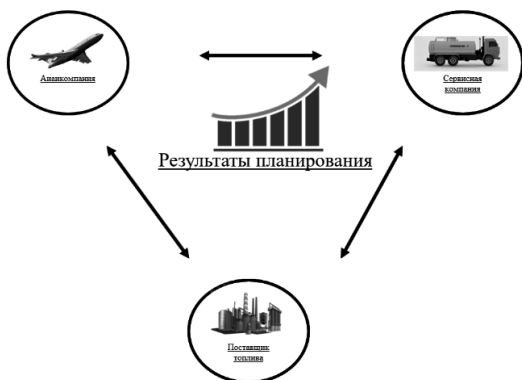 Авиакомпания
Сервисная
компания
Результаты планирования
Поставщик
топлива